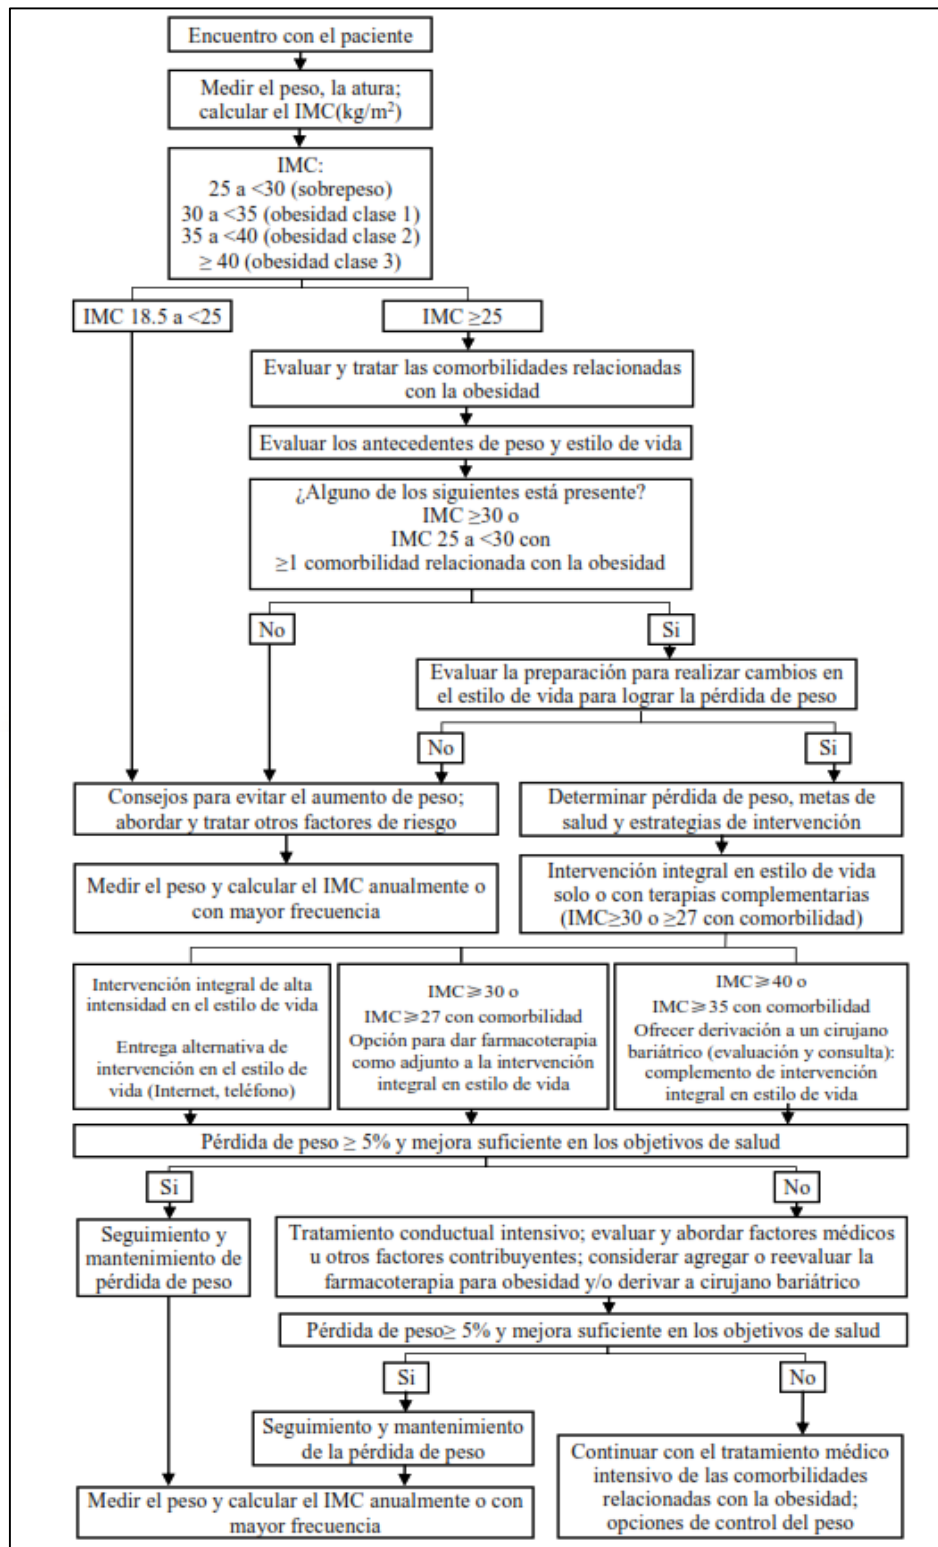 Encuentro con el paciente
Medir el peso, la atura;
calcular el IMC(kg/m²)
IMC:
25 a <30 (sobrepeso)
30 a <35 (obesidad clase 1)
35 a <40 (obesidad clase 2)
≥ 40 (obesidad clase 3)
IMC 18.5 a <25
IMC ≥25
Evaluar y tratar las comorbilidades relacionadas
con la obesidad
Evaluar los antecedentes de peso y estilo de vida
¿Alguno de los siguientes está presente?
IMC ≥30 o
IMC 25 a <30 con
≥1 comorbilidad relacionada con la obesidad
No
Si
Evaluar la preparación para realizar cambios en
el estilo de vida para lograr la pérdida de peso
No
Si
Consejos para evitar el aumento de peso;
abordar y tratar otros factores de riesgo
Determinar pérdida de peso, metas de
salud y estrategias de intervención
Medir el peso y calcular el IMC anualmente o
con mayor frecuencia
Intervención integral en estilo de vida
solo o con terapias complementarias
(IMC≥30 o ≥27 con comorbilidad)
Intervención integral de alta
intensidad en el estilo de vida
Entrega alternativa de
intervención en el estilo de
vida (Internet, teléfono)
IMC≥30 o
IMC≥27 con comorbilidad
Opción para dar farmacoterapia
como adjunto a la intervención
integral en estilo de vida
IMC≥40 o
IMC≥35 con comorbilidad
Ofrecer derivación a un cirujano
bariátrico (evaluación y consulta):
complemento de intervención
integral en estilo de vida
Pérdida de peso ≥ 5% y mejora suficiente en los objetivos de salud
Si
No
Seguimiento y
mantenimiento de
pérdida de peso
Tratamiento conductual intensivo; evaluar y abordar factores médicos
u otros factores contribuyentes; considerar agregar o reevaluar la
farmacoterapia para obesidad y/o derivar a cirujano bariátrico
Pérdida de peso≥ 5% y mejora suficiente en los objetivos de salud
Si
No
Seguimiento y mantenimiento
de la pérdida de peso
Continuar con el tratamiento médico
intensivo de las comorbilidades
relacionadas con la obesidad;
opciones de control del peso
Medir el peso y calcular el IMC anualmente o con
mayor frecuencia